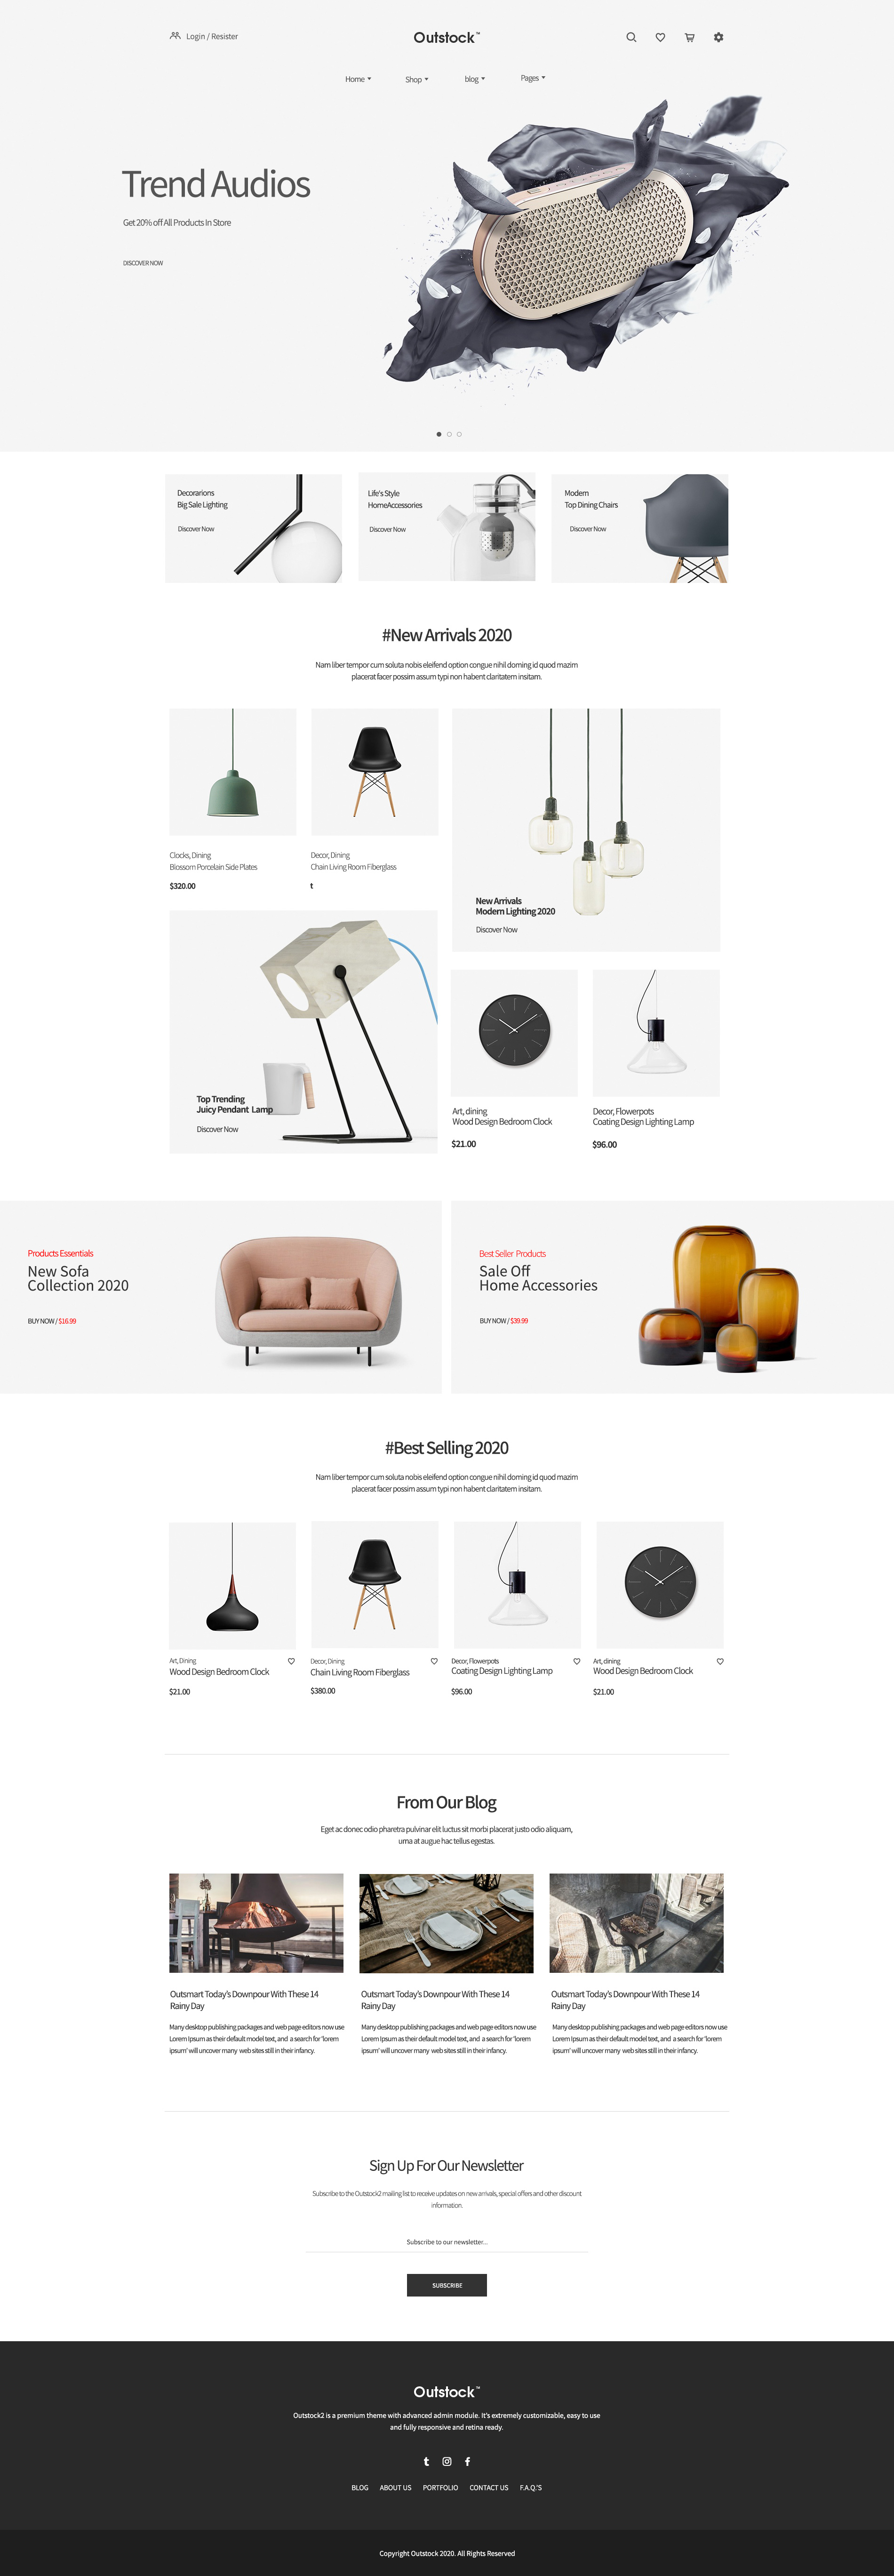 Login / Resister
Outstock™
Home
Shop
blog
Pages
Trend Audios
Get 20% off All Products In Store
DISCOVER NOW
Decorarions
Big Sale Lighting
Discover Now
Life's Style
HomeAccessories
Discover Now
Modern
Top Dining Chairs
Discover Now
#New Arrivals 2020
Nam liber tempor cum soluta nobis eleifend option congue nihil doming id quod mazim
placerat facer possim assum typi non habent claritatem insitam.
Clocks, Dining
Blossom Porcelain Side Plates
$320.00
Decor, Dining
Chain Living Room Fiberglass
t
New Arrivals
Modern Lighting 2020
Discover Now
Top Trending
Juicy Pendant Lamp
Discover Now
Art, dining
Wood Design Bedroom Clock
$21.00
Decor, Flowerpots
Coating Design Lighting Lamp
$96.00
Products Essentials
New Sofa
Collection 2020
BUY NOW / $16.99
Best Seller Products
Sale Off
Home Accessories
BUY NOW / $39.99
#Best Selling 2020
Nam liber tempor cum soluta nobis eleifend option congue nihil doming id quod mazim
placerat facer possim assum typi non habent claritatem insitam.
Art, Dining
Wood Design Bedroom Clock
$21.00
Decor, Dining
Chain Living Room Fiberglass
$380.00
Decor, Flowerpots
Coating Design Lighting Lamp
$96.00
Art, dining
Wood Design Bedroom Clock
$21.00
From Our Blog
Eget ac donec odio pharetra pulvinar elit luctus sit morbi placerat justo odio aliquam,
urna at augue hac tellus egestas.
Outsmart Today's Downpour With These 14
Rainy Day
Many desktop publishing packages and web page editors now use
Lorem Ipsum as their default model text, and a search for 'lorem
ipsum' will uncover many web sites still in their infancy.
Outsmart Today's Downpour With These 14
Rainy Day
Many desktop publishing packages and web page editors now use
Lorem Ipsum as their default model text, and a search for 'lorem
ipsum' will uncover many web sites still in their infancy.
Outsmart Today's Downpour With These 14
Rainy Day
Many desktop publishing packages and web page editors now use
Lorem Ipsum as their default model text, and a search for 'lorem
ipsum' will uncover many web sites still in their infancy.
Sign Up For Our Newsletter
Subscribe to the Outstock2 mailing list to receive updates on new arrivals, special offers and other discount
information.
Subscribe to our newsletter...
SUBSCRIBE
Outstock™
Outstock2 is a premium theme with advanced admin module. It's extremely customizable, easy to use
and fully responsive and retina ready.
BLOG ABOUT US PORTFOLIO CONTACT US F.A.Q.'S
Copyright Outstock 2020. All Rights Reserved